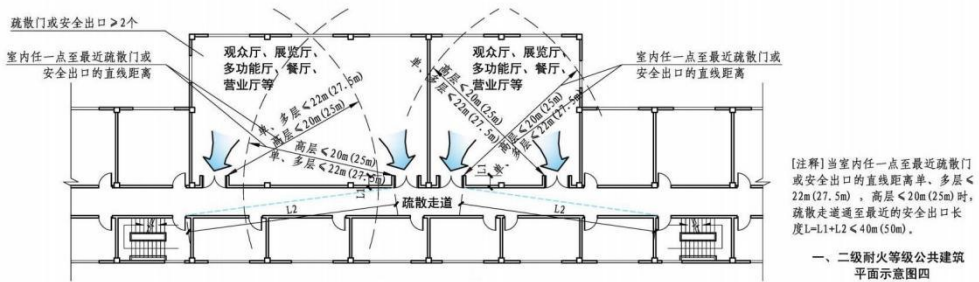 疏散门或安全出口≥2个
室内任一点至最近疏散门或
安全出口的直线距离
观众厅、展览厅、
多功能厅、餐厅、
营业厅等
单、多层≤22m(27.5m)
高层≤20m(25m)
高层≤20m(25m)
单、多层≤22m(27.5m)
观众厅、展览厅、
多功能厅、餐厅、
营业厅等
高层≤20m(25m)
单、多层≤22m(27.5m)
高层≤20m(25m)
单、多层≤22m(27.5m)
室内任一点至最近疏散门或
安全出口的直线距离
L1
L1
L2
疏散走道
L2
[注释]当室内任一点至最近疏散门
或安全出口的直线距离单、多层≤
22m(27.5m)，高层≤20m(25m)时，
疏散走道通至最近的安全出口长
度L=L1+L2≤40m(50m)。
一、二级耐火等级公共建筑
平面示意图四